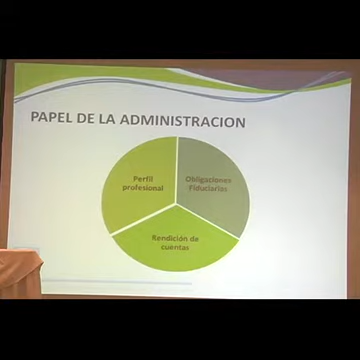 PAPEL DE LA ADMINISTRACION
Perfil
profesional
Obligaciones
Fiduciarias
Rendición de
cuentas